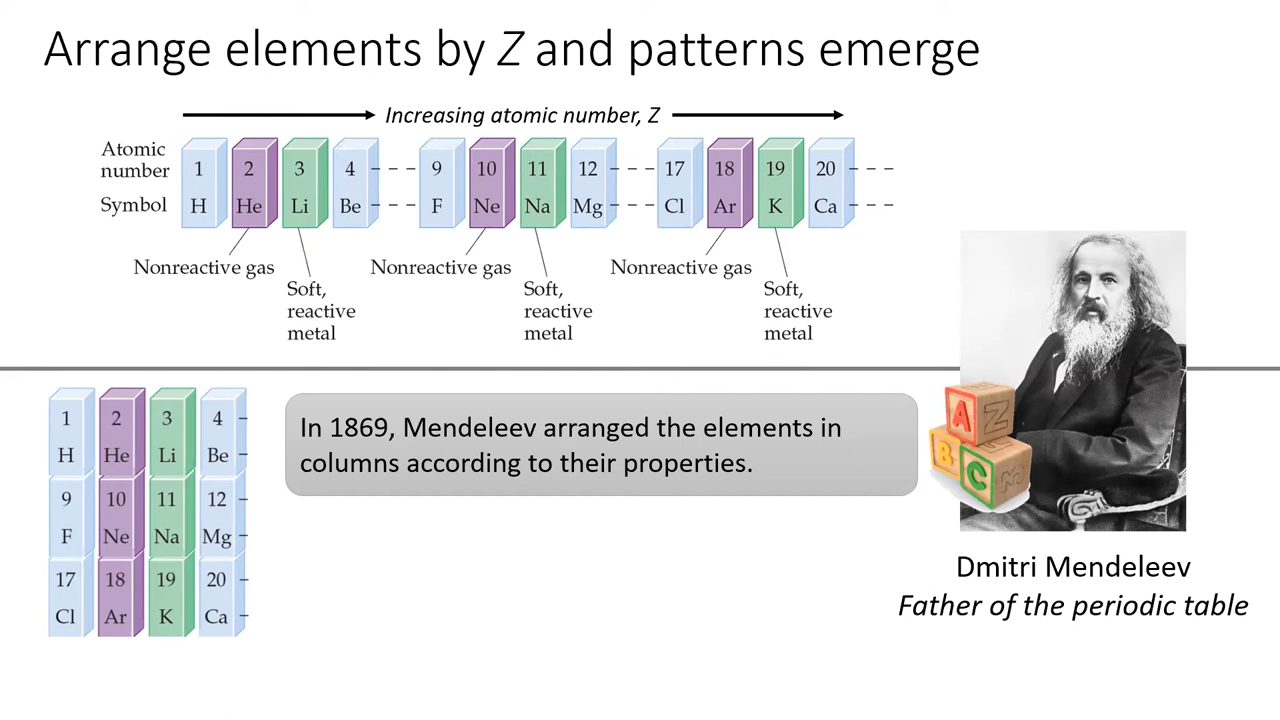 Arrange elements by Z and patterns emerge
Increasing atomic number, Z
Atomic
number
1 2 3 4 9 10 11 12 17 18 19 20
Symbol
H He Li Be F Ne Na Mg Cl Ar K Ca
Nonreactive gas
Nonreactive gas
Nonreactive gas
Soft,
reactive
metal
Soft,
reactive
metal
Soft,
reactive
metal
1 2 3 4
H He Li Be
9 10 11 12
F Ne Na Mg
17 18 19 20
Cl Ar K Ca
In 1869, Mendeleev arranged the elements in
columns according to their properties.
A Z
B C
Dmitri Mendeleev
Father of the periodic table